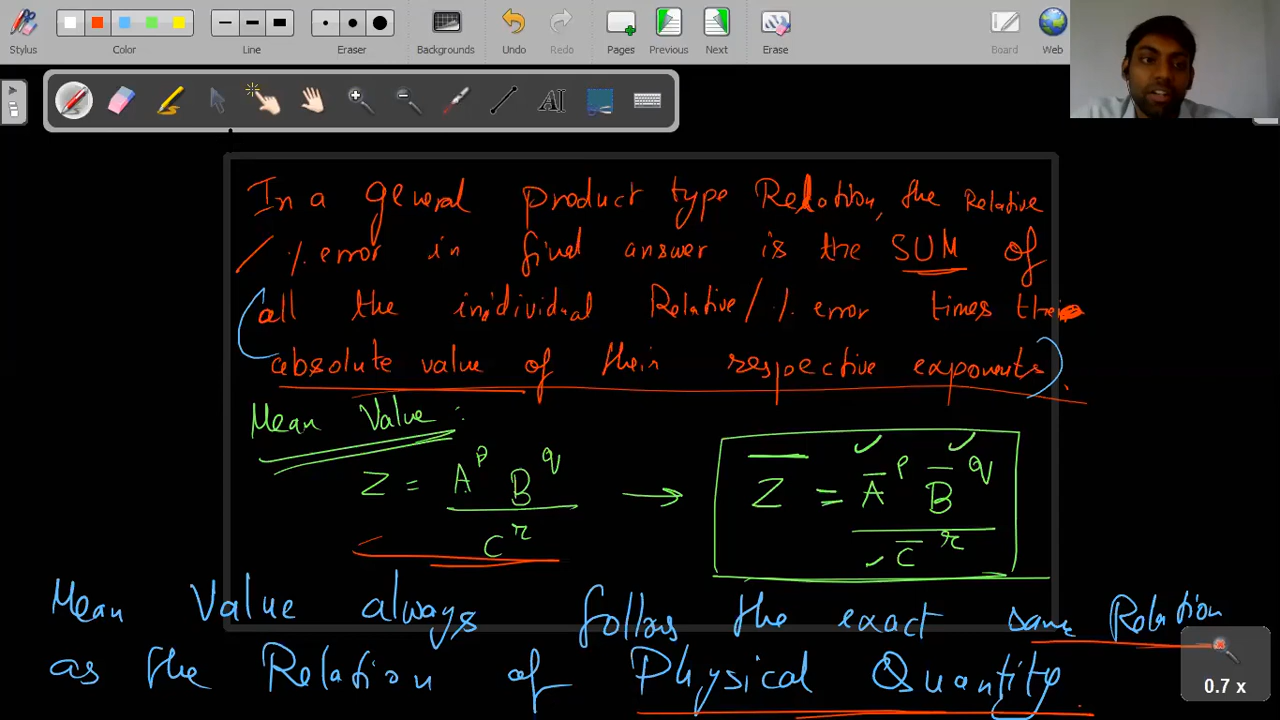 Stylus Color Line Eraser Backgrounds Undo Redo Pages Previous Next Erase Board Web
In a general product type Relation, the Relative
/ % error in final answer is the SUM of
(all the individual Relative/% error times their
absolute value of their respective exponents).
Mean Value:
Z = A^p B^q / C^r → Z̅ = A̅^p B̅^q / C̅^r
Mean Value always follows the exact same Relation
as the Relation of Physical Quantity
0.7 x